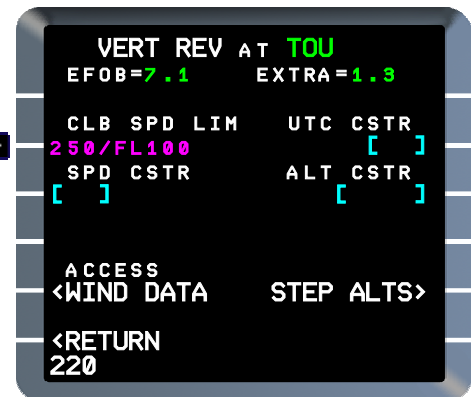 VERT REV AT TOU
EFOB=7.1 EXTRA=1.3
CLB SPD LIM UTC CSTR
250/FL100 [ ]
SPD CSTR ALT CSTR
[ ] [ ]
ACCESS
<WIND DATA STEP ALTS>
<RETURN
220